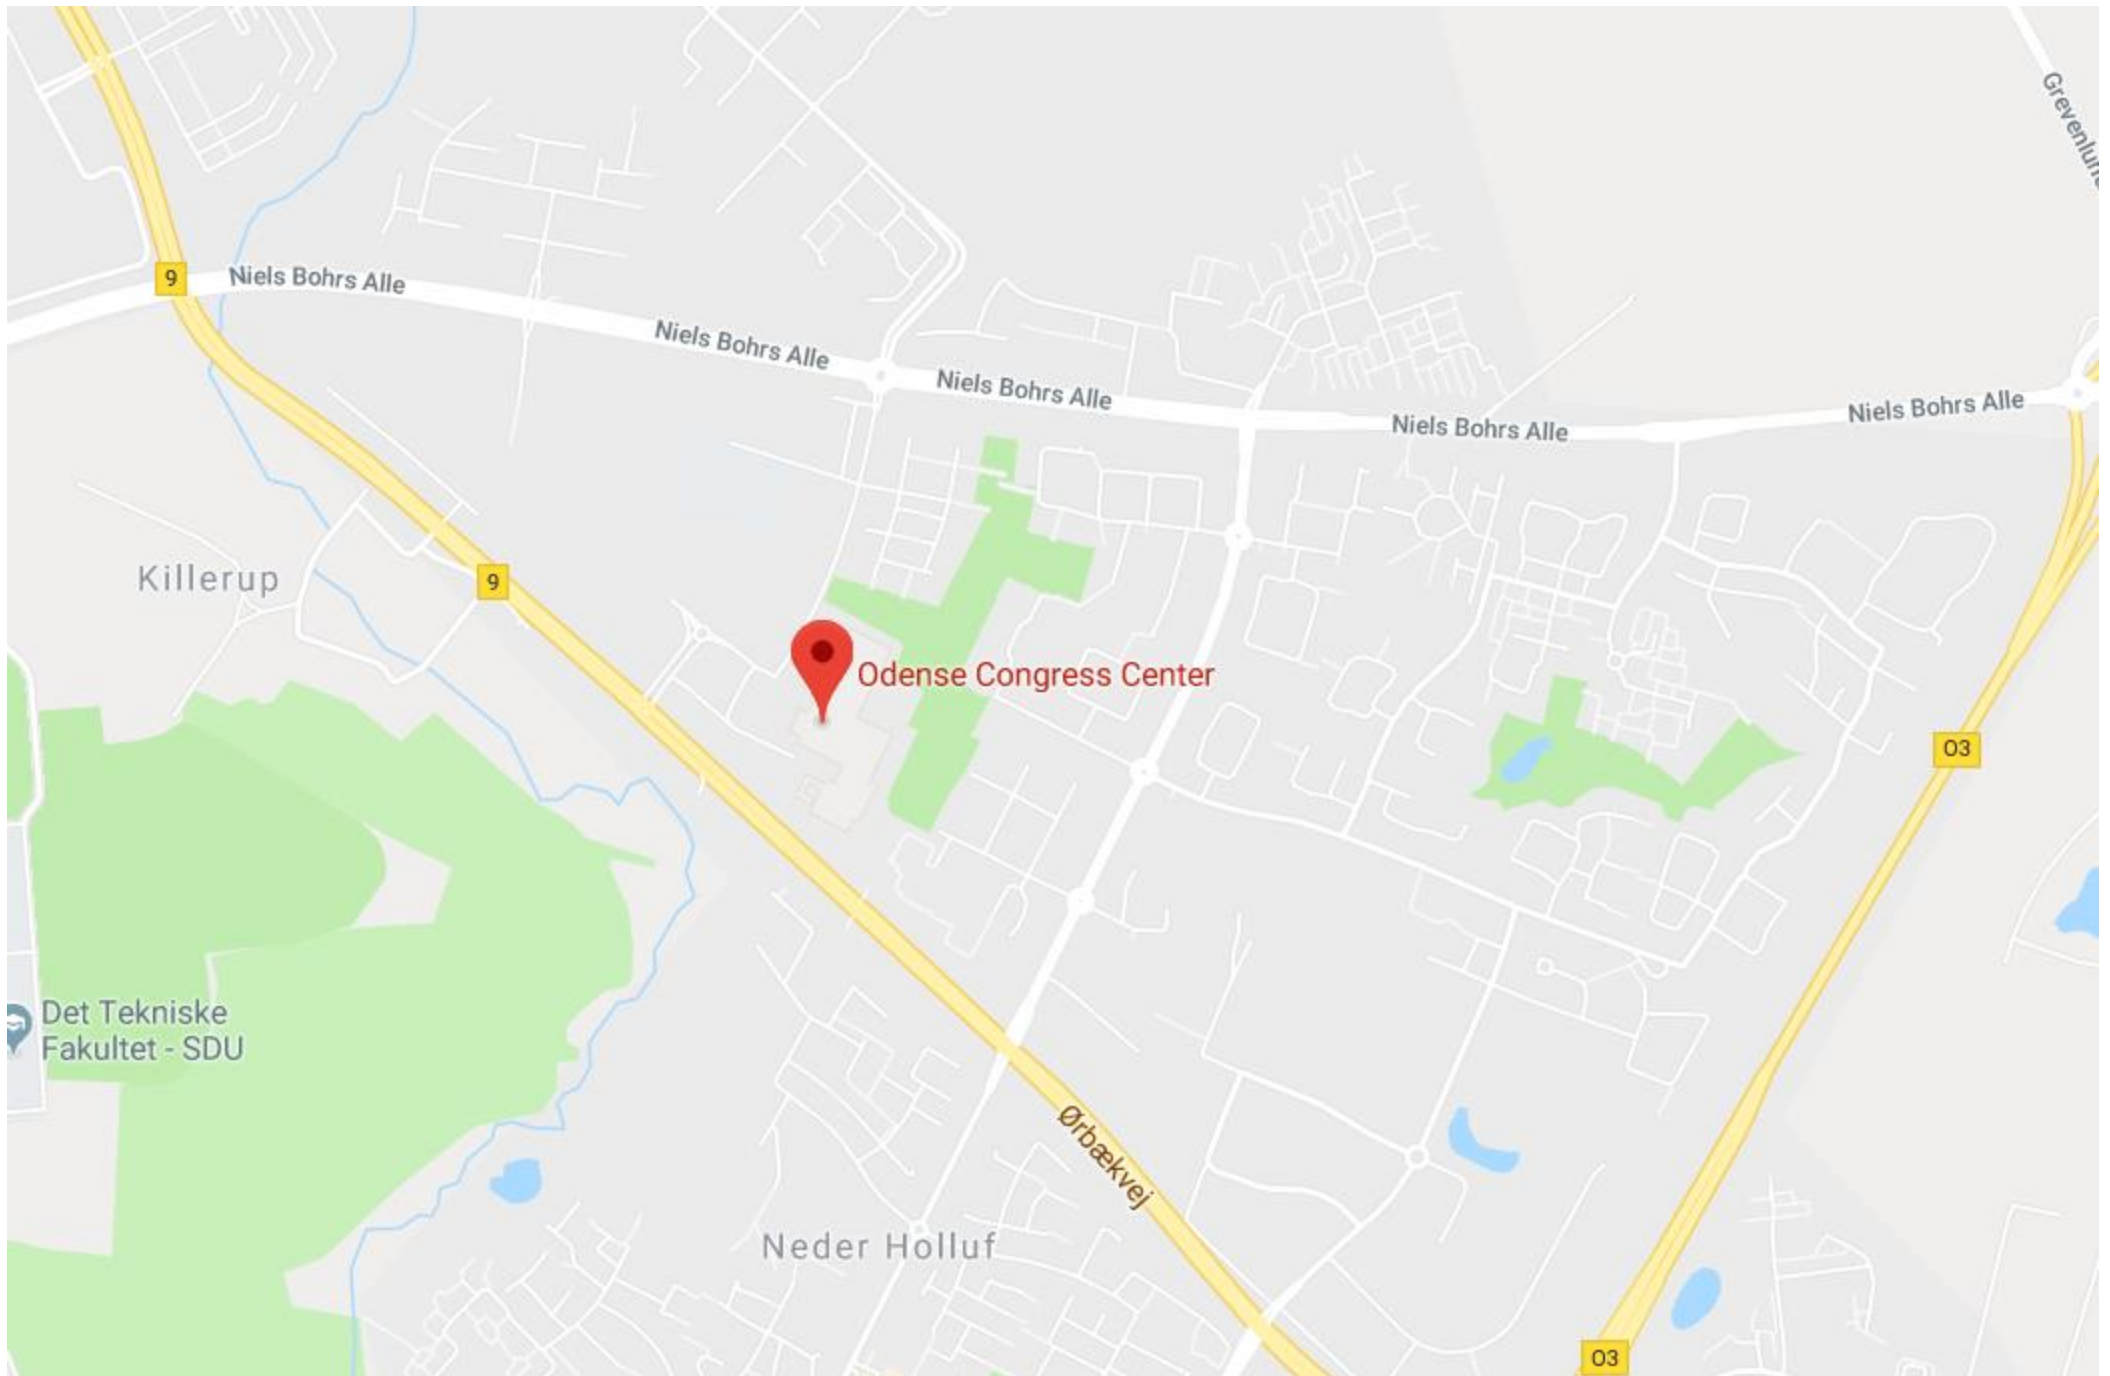 Grevenlun
9
Niels Bohrs Alle
Niels Bohrs Alle
Niels Bohrs Alle
Niels Bohrs Alle
Niels Bohrs Alle
Killerup
9
Odense Congress Center
O3
Det Tekniske
Fakultet - SDU
Ørbækvej
Neder Holluf
O3